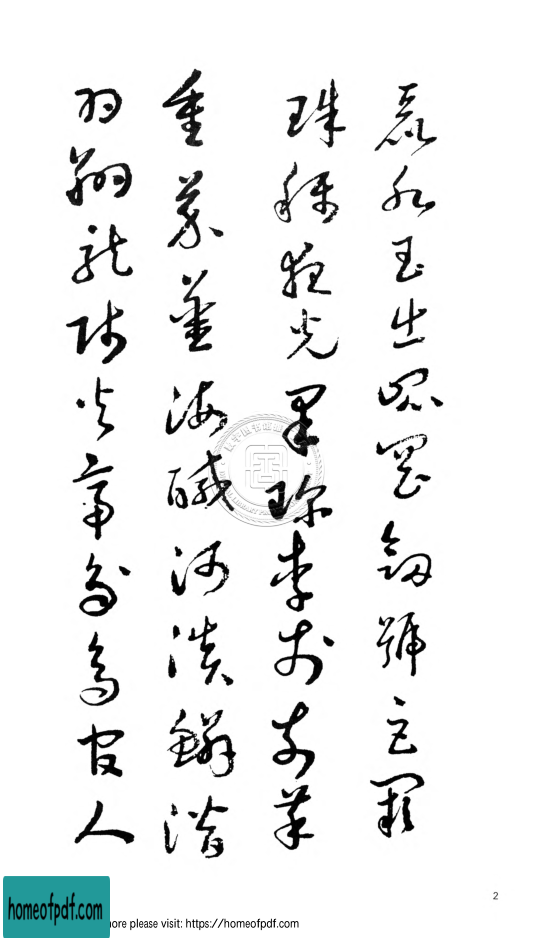 麗水玉出崐崗劍號巨闕
珠稱夜光果珍李柰菜
重芥薑海鹹河淡鱗潛
羽翔龍師火帝鳥官人
2
homeofpdf.com
more please visit: https://homeofpdf.com